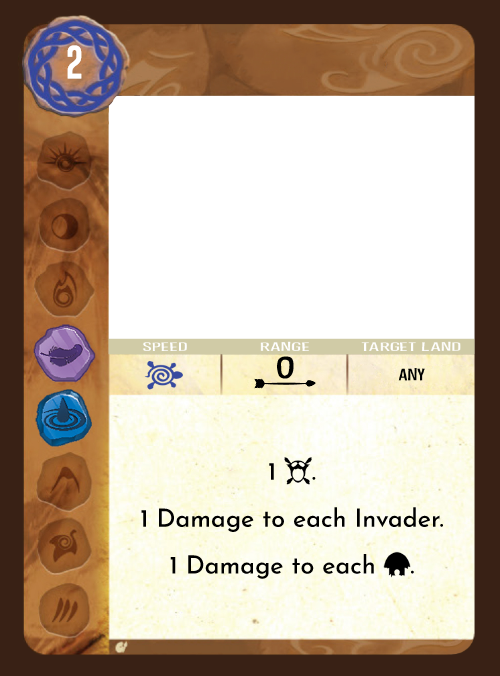 2
SPEED RANGE TARGET LAND
0 ANY
1 .
1 Damage to each Invader.
1 Damage to each .